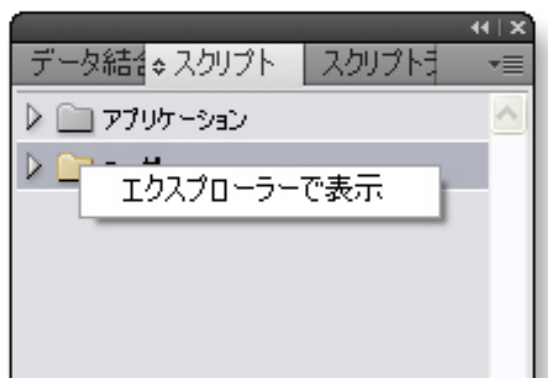 データ結合 スクリプト スクリプトラ
アプリケーション
エクスプローラーで表示